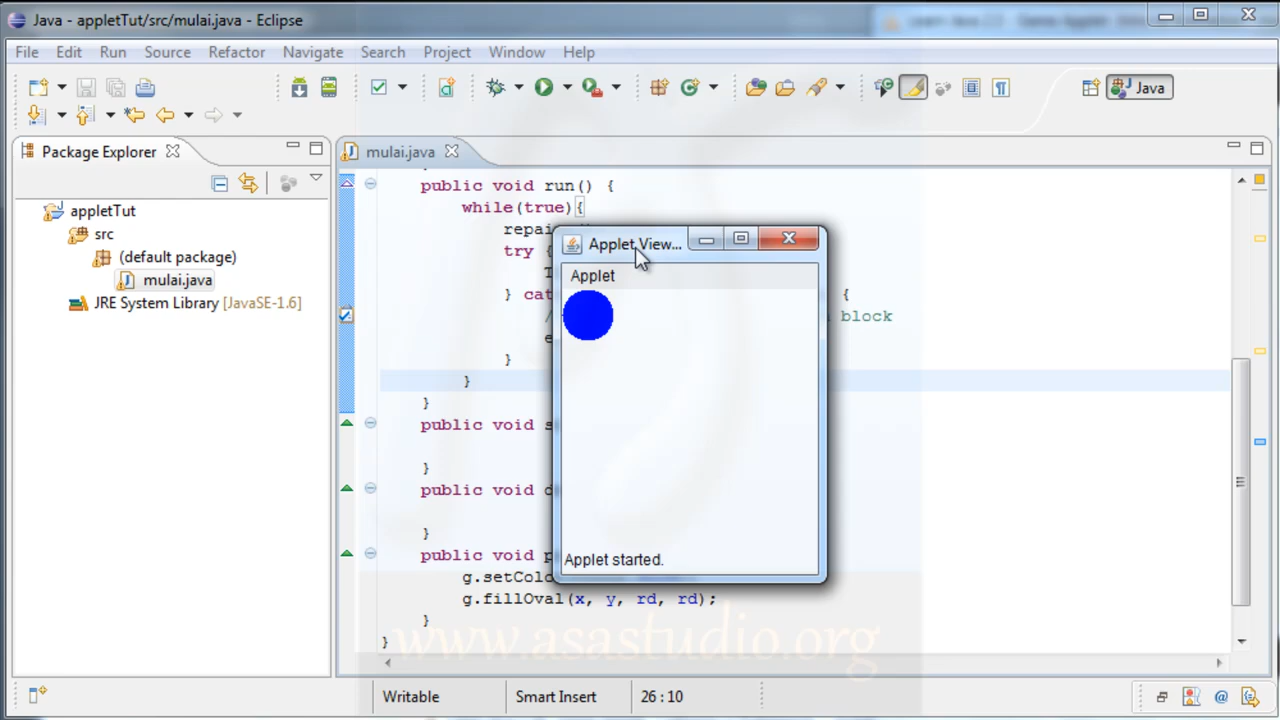 Java - appletTut/src/mulai.java - Eclipse
File Edit Run Source Refactor Navigate Search Project Window Help
Java
Package Explorer
mulai.java
appletTut
src
(default package)
mulai.java
JRE System Library [JavaSE-1.6]
public void run() {
while(true){
try {
} {
block
}
}
}
public void
}
public void
}
public void
g.fillOval(x, y, rd, rd);
}
}
Applet View...
Applet
Applet started.
www.asastudio.org
Writable Smart Insert 26 : 10